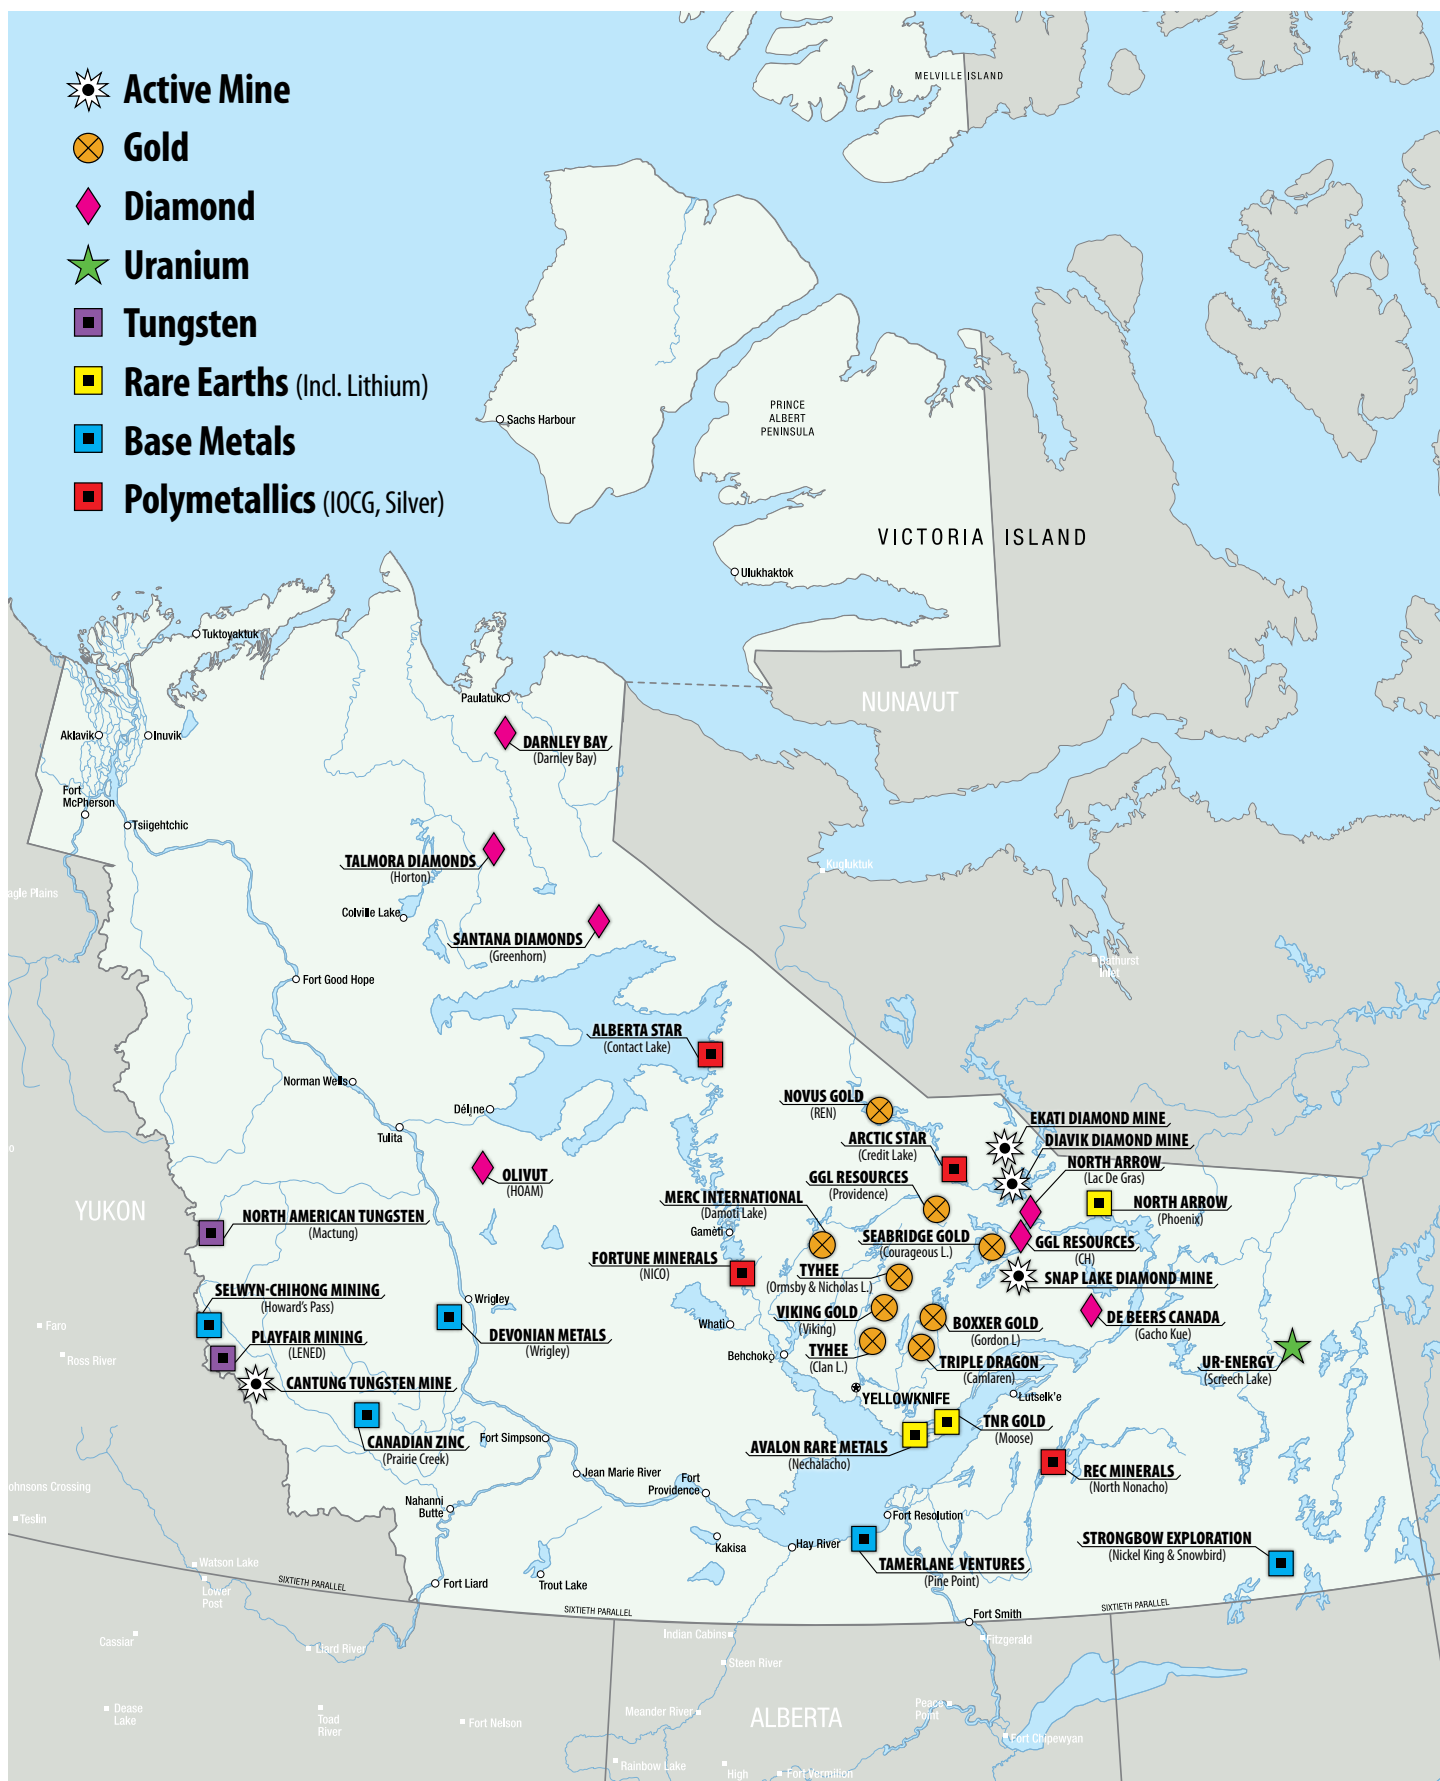 Active Mine
Gold
Diamond
Uranium
Tungsten
Rare Earths (Incl. Lithium)
Base Metals
Polymetallics (IOCG, Silver)
MELVILLE ISLAND
Sachs Harbour
PRINCE
ALBERT
PENINSULA
VICTORIA ISLAND
Ulukhaktok
Tuktoyaktuk
NUNAVUT
Paulatuk
Aklavik
Inuvik
DARNLEY BAY
(Darnley Bay)
Fort
McPherson
Tsiigehtchic
TALMORA DIAMONDS
(Horton)
Kugluktuk
agle Plains
Colville Lake
SANTANA DIAMONDS
(Greenhorn)
Bathurst
Inlet
Fort Good Hope
ALBERTA STAR
(Contact Lake)
Norman Wells
NOVUS GOLD
(REN)
Déline
Tulita
EKATI DIAMOND MINE
ARCTIC STAR
(Credit Lake)
DIAVIK DIAMOND MINE
NORTH ARROW
(Lac De Gras)
OLIVUT
(HOAM)
GGL RESOURCES
(Providence)
MERC INTERNATIONAL
(Damoti Lake)
NORTH ARROW
(Phoenix)
YUKON
NORTH AMERICAN TUNGSTEN
(Mactung)
Gamètì
SEABRIDGE GOLD
(Courageous L.)
GGL RESOURCES
(CH)
FORTUNE MINERALS
(NICO)
TYHEE
(Ormsby & Nicholas L.)
SNAP LAKE DIAMOND MINE
SELWYN-CHIHONG MINING
(Howard's Pass)
Wrigley
VIKING GOLD
(Viking)
BOXXER GOLD
(Gordon L)
DE BEERS CANADA
(Gacho Kue)
Faro
Whatì
PLAYFAIR MINING
(LENED)
DEVONIAN METALS
(Wrigley)
Ross River
Behchokò
TYHEE
(Clan L.)
TRIPLE DRAGON
(Camlaren)
UR-ENERGY
(Screech Lake)
CANTUNG TUNGSTEN MINE
YELLOWKNIFE
Lutselk'e
TNR GOLD
(Moose)
CANADIAN ZINC
(Prairie Creek)
Fort Simpson
AVALON RARE METALS
(Nechalacho)
Jean Marie River
REC MINERALS
(North Nonacho)
ohnsons Crossing
Fort
Providence
Nahanni
Butte
Teslin
Fort Resolution
Kakisa
Hay River
STRONGBOW EXPLORATION
(Nickel King & Snowbird)
Watson Lake
TAMERLANE VENTURES
(Pine Point)
SIXTIETH PARALLEL
Fort Liard
Trout Lake
Lower
Post
SIXTIETH PARALLEL
SIXTIETH PARALLEL
Fort Smith
Cassiar
Liard River
Indian Cabins
Fitzgerald
Steen River
Dease
Lake
Toad
River
Fort Nelson
Meander River
ALBERTA
Peace
Point
Fort Chipewyan
Rainbow Lake
High
Fort Vermilion